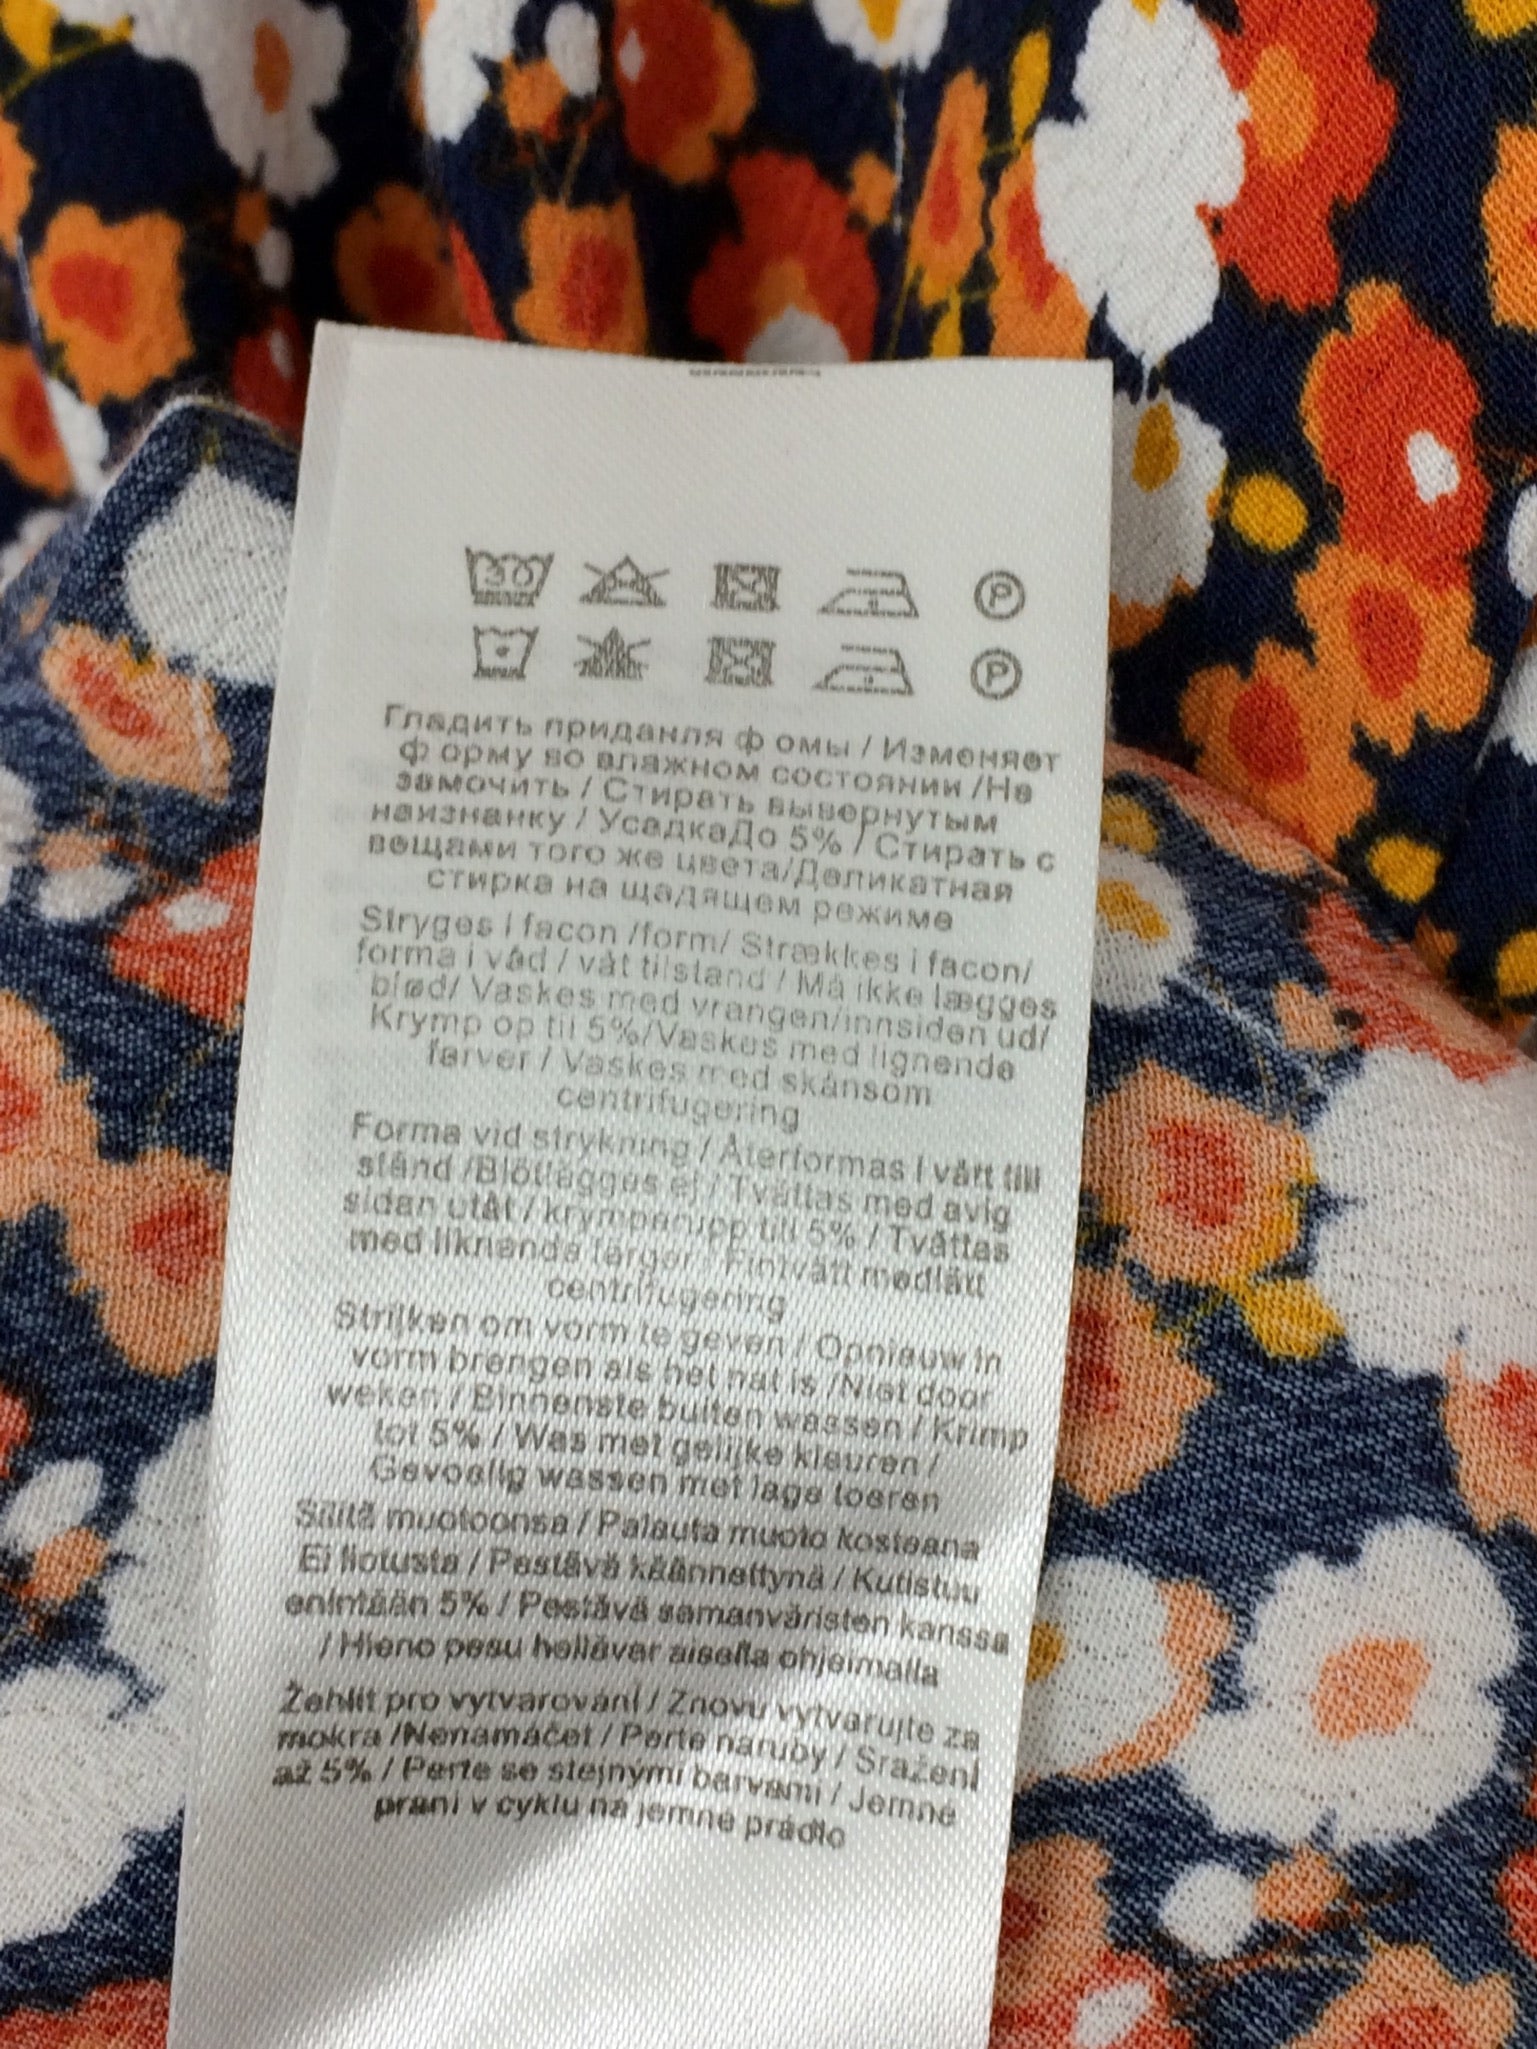 30
P
P
Гладить приданля ф омы / Изменяет
ф орму во влажном состоянии /Не
замочить / Стирать вывернутым
наизнанку / УсадкаДо 5% / Стирать с
вещами того же цвета/Деликатная
стирка на щадящем режиме
Stryges i facon /form/ Strækkes i facon/
forma i våd / våt tilstand / Må ikke lægges
blød/ Vaskes med vrangen/innsiden ud/
Krymp op til 5%/Vaskes med lignende
farver / Vaskes med skånsom
centrifugering
Forma vid strykning / Återformas i vått till
stånd /Blötlägges ej / Tvättas med avig
sidan utåt / krymperupp till 5% / Tvättas
med liknande färger / Fintvätt medlätt
centrifugering
Strijken om vorm te geven / Opnieuw in
vorm brengen als het nat is /Niet door
weken / Binnenste buiten wassen / Krimp
tot 5% / Was met gelijke kleuren /
Gevoelig wassen met lage toeren
Silitä muotoonsa / Palauta muoto kosteana
Ei liotusta / Pestävä käännettynä / Kutistuu
enintään 5% / Pestävä samanväristen kanssa
/ Hieno pesu hellävar aisella ohjelmalla
Žehlit pro vytvarování / Znovu vytvarujte za
mokra /Nenamáčet / Perte naruby / Sražení
až 5% / Perte se stejnými barvami / Jemné
praní v cyklu na jemné prádlo